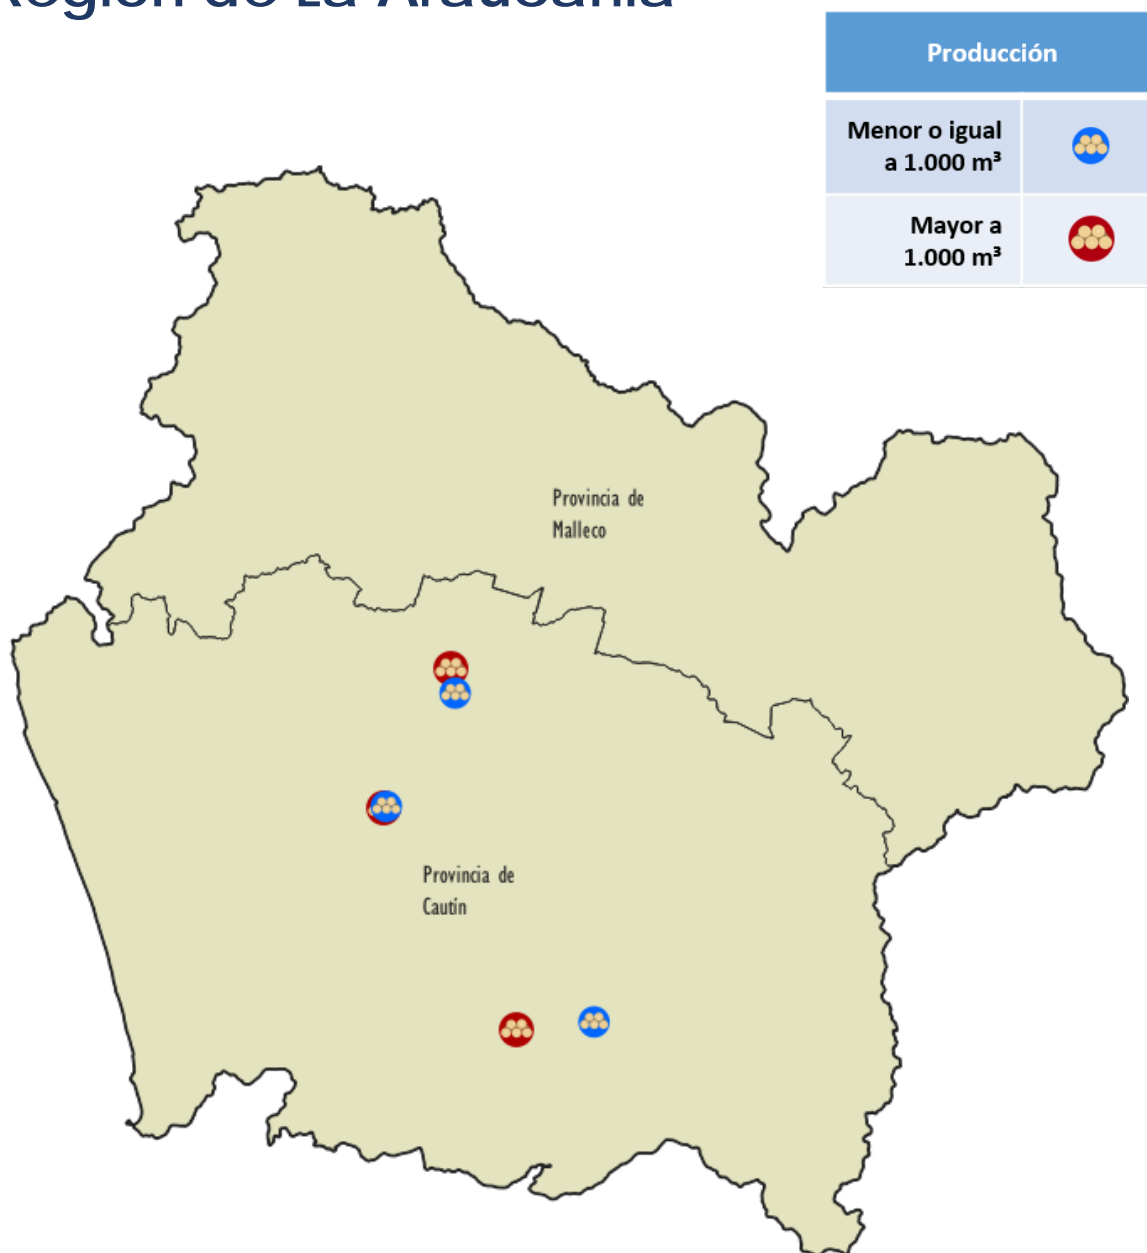 Región de La Araucanía
Producción
Menor o igual
a 1.000 m³
Mayor a
1.000 m³
Provincia de
Malleco
Provincia de
Cautín